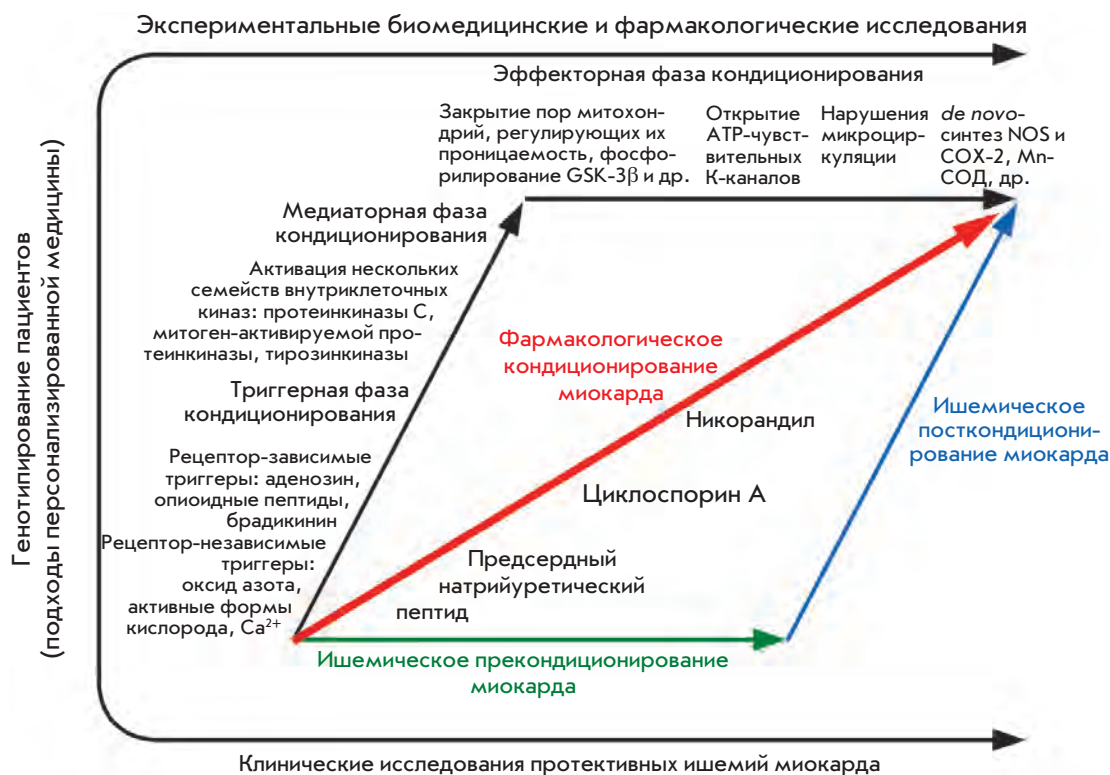 Экспериментальные биомедицинские и фармакологические исследования
Эффекторная фаза кондиционирования
Закрытие пор митохон-
дрий, регулирующих их
проницаемость, фосфо-
рилирование GSK-3β и др.
Открытие
АТР-чувст-
вительных
К-каналов
Нарушения
микроцир-
куляции
de novo-
синтез NOS и
COX-2, Mn-
СОД, др.
Медиаторная фаза
кондиционирования
Активация нескольких
семейств внутриклеточных
киназ: протеинкиназы С,
митоген-активируемой про-
теинкиназы, тирозинкиназы
Триггерная фаза
кондиционирования
Рецептор-зависимые
триггеры: аденозин,
опиоидные пептиды,
брадикинин
Рецептор-независимые
триггеры:
оксид азота,
активные формы
кислорода, Ca²⁺
Генотипирование пациентов
(подходы персонализированной медицины)
Фармакологическое
кондиционирование
миокарда
Никорандил
Циклоспорин А
Предсердный
натрийуретический
пептид
Ишемическое
посткондициони-
рование миокарда
Ишемическое прекондиционирование
миокарда
Клинические исследования протективных ишемий миокарда